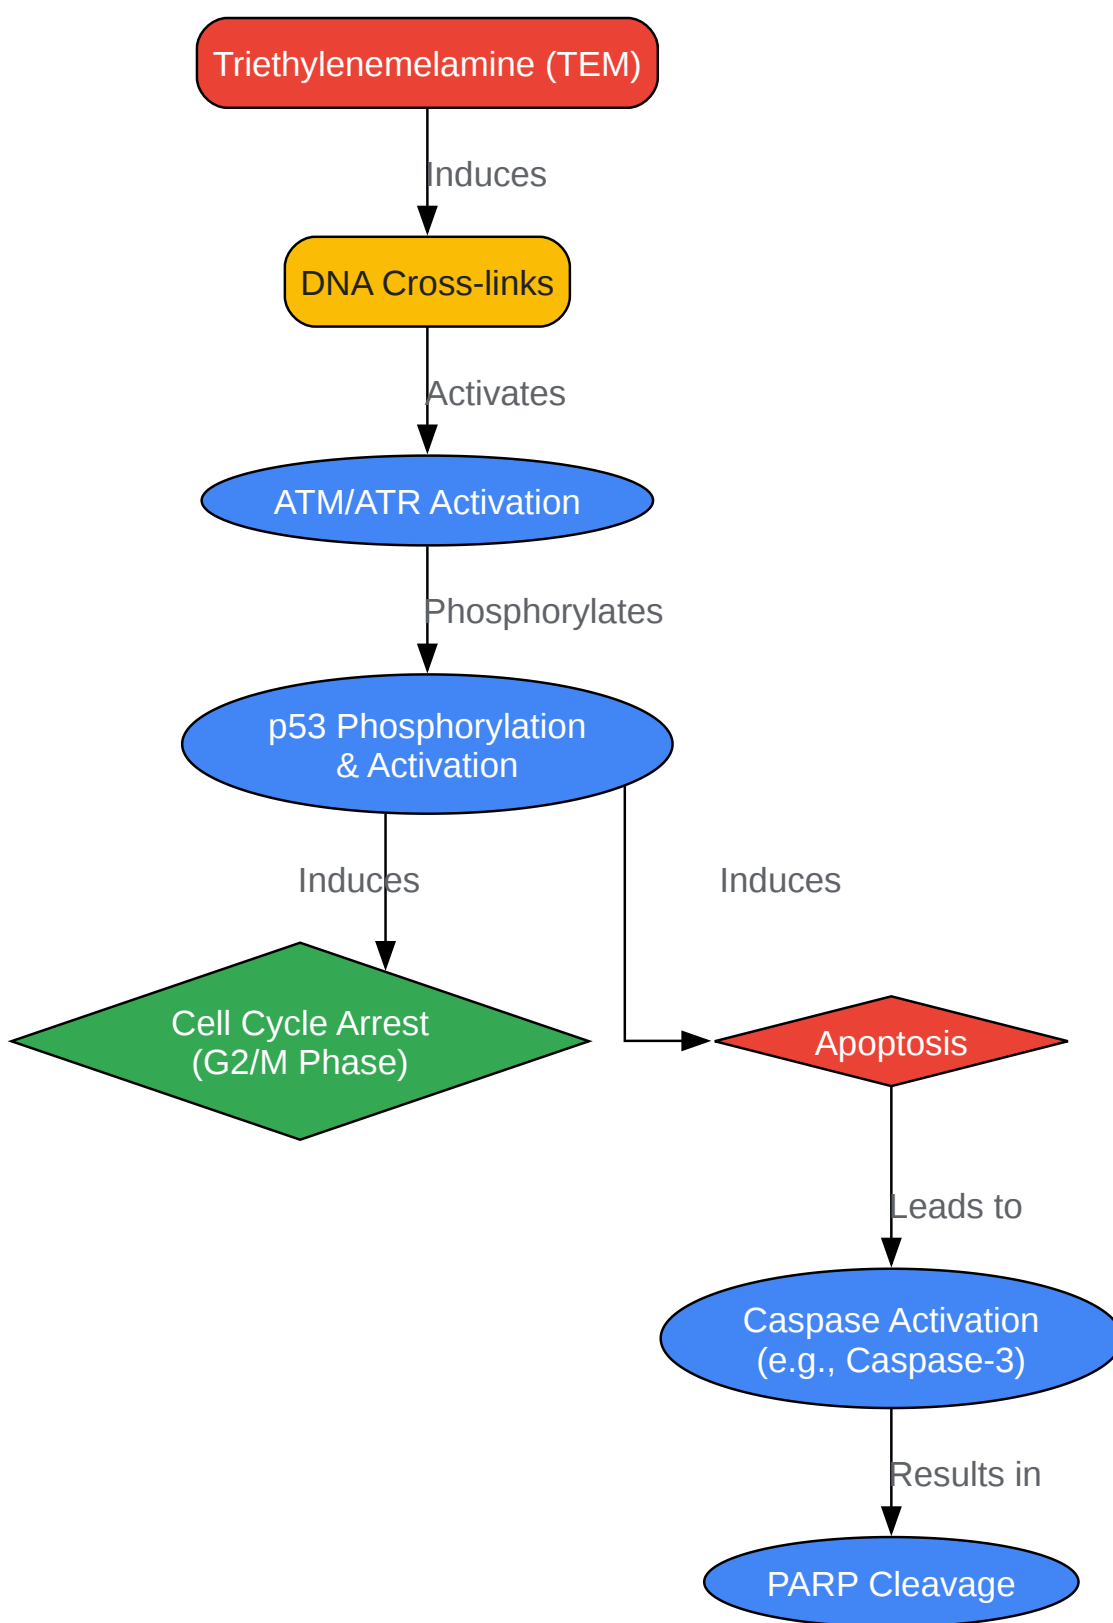 Triethylenemelamine (TEM)
Induces
DNA Cross-links
Activates
ATM/ATR Activation
Phosphorylates
p53 Phosphorylation
& Activation
Induces
Induces
Cell Cycle Arrest
(G2/M Phase)
Apoptosis
Leads to
Caspase Activation
(e.g., Caspase-3)
Results in
PARP Cleavage